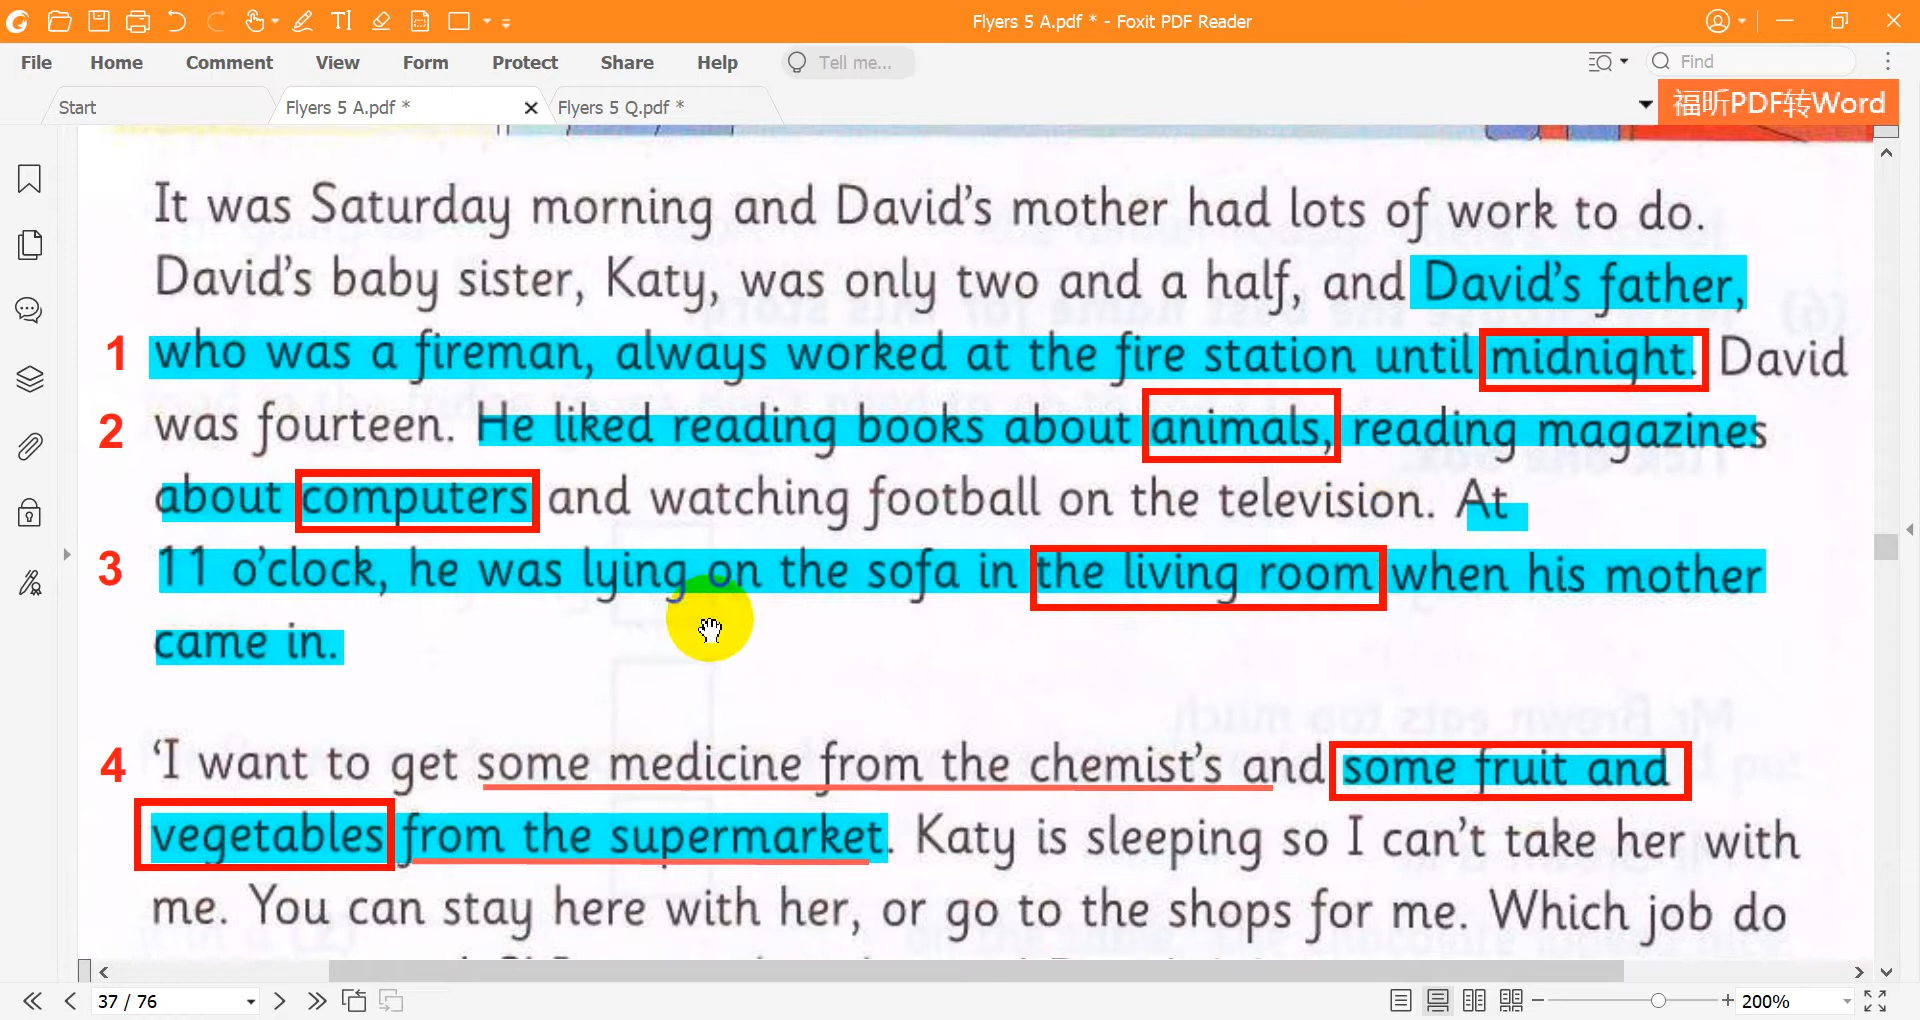 Flyers 5 A.pdf * - Foxit PDF Reader
File Home Comment View Form Protect Share Help Tell me... Find
Start Flyers 5 A.pdf * Flyers 5 Q.pdf * 福昕PDF转Word
It was Saturday morning and David's mother had lots of work to do.
David's baby sister, Katy, was only two and a half, and David's father,
1 who was a fireman, always worked at the fire station until midnight. David
2 was fourteen. He liked reading books about animals, reading magazines
about computers and watching football on the television. At
3 11 o'clock, he was lying on the sofa in the living room when his mother
came in.
4 'I want to get some medicine from the chemist's and some fruit and
vegetables from the supermarket. Katy is sleeping so I can't take her with
me. You can stay here with her, or go to the shops for me. Which job do
37 / 76 200%